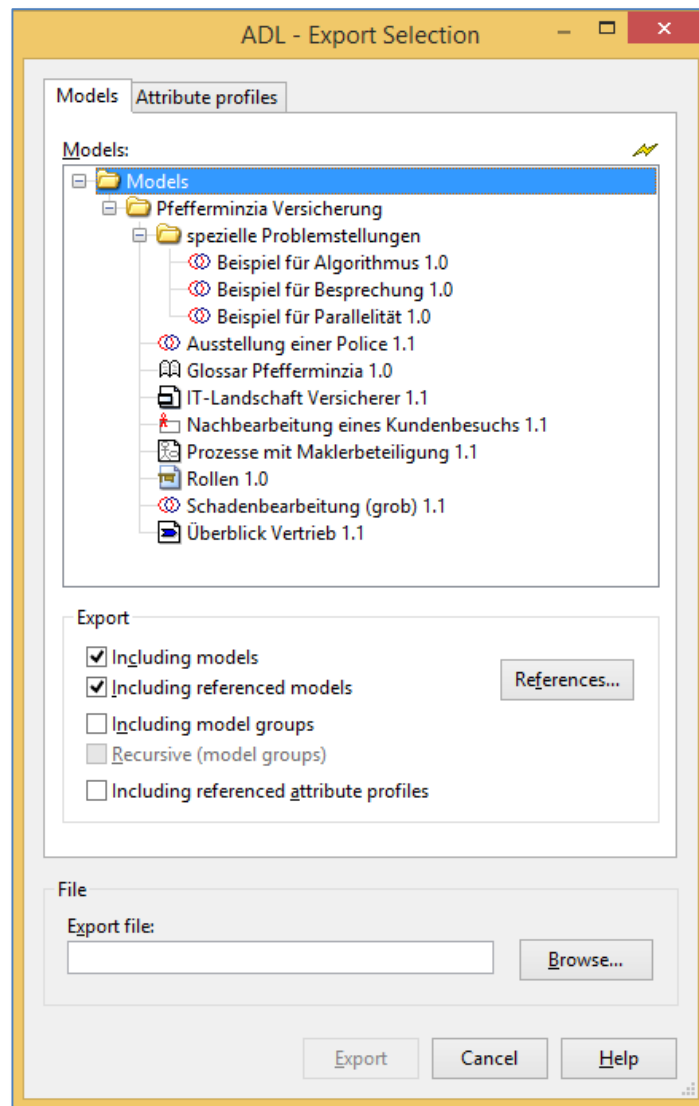 ADL - Export Selection
Models Attribute profiles
Models:
Models
Pfefferminzia Versicherung
spezielle Problemstellungen
Beispiel für Algorithmus 1.0
Beispiel für Besprechung 1.0
Beispiel für Parallelität 1.0
Ausstellung einer Police 1.1
Glossar Pfefferminzia 1.0
IT-Landschaft Versicherer 1.1
Nachbearbeitung eines Kundenbesuchs 1.1
Prozesse mit Maklerbeteiligung 1.1
Rollen 1.0
Schadenbearbeitung (grob) 1.1
Überblick Vertrieb 1.1
Export
Including models
Including referenced models
References...
Including model groups
Recursive (model groups)
Including referenced attribute profiles
File
Export file:
Browse...
Export Cancel Help